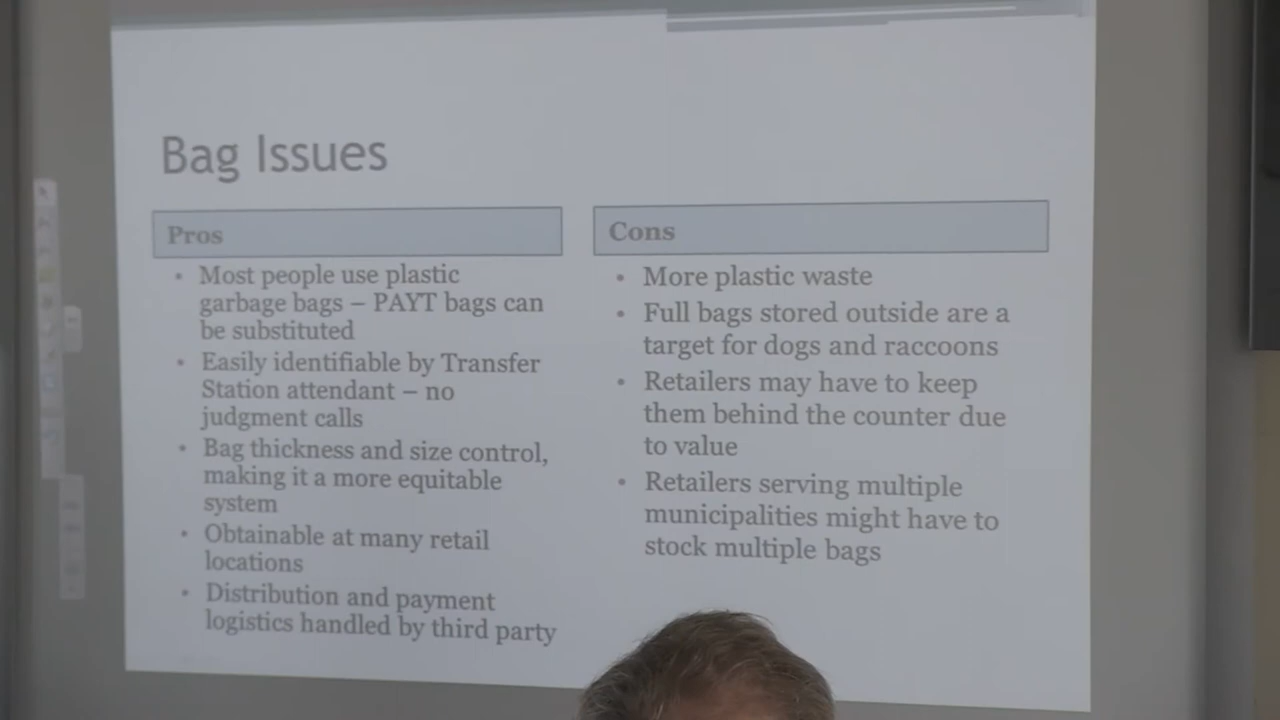 Bag Issues
Pros
• Most people use plastic
garbage bags – PAYT bags can
be substituted
• Easily identifiable by Transfer
Station attendant – no
judgment calls
• Bag thickness and size control,
making it a more equitable
system
• Obtainable at many retail
locations
• Distribution and payment
logistics handled by third party
Cons
• More plastic waste
• Full bags stored outside are a
target for dogs and raccoons
• Retailers may have to keep
them behind the counter due
to value
• Retailers serving multiple
municipalities might have to
stock multiple bags